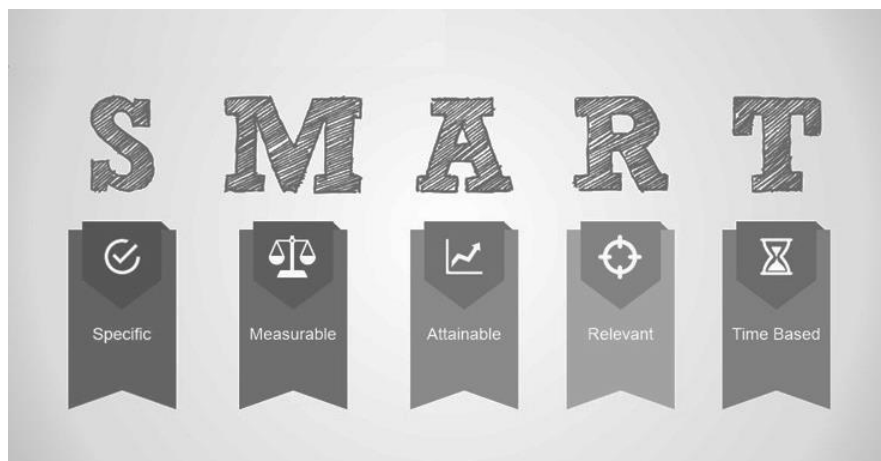 SMART
Specific
Measurable
Attainable
Relevant
Time Based